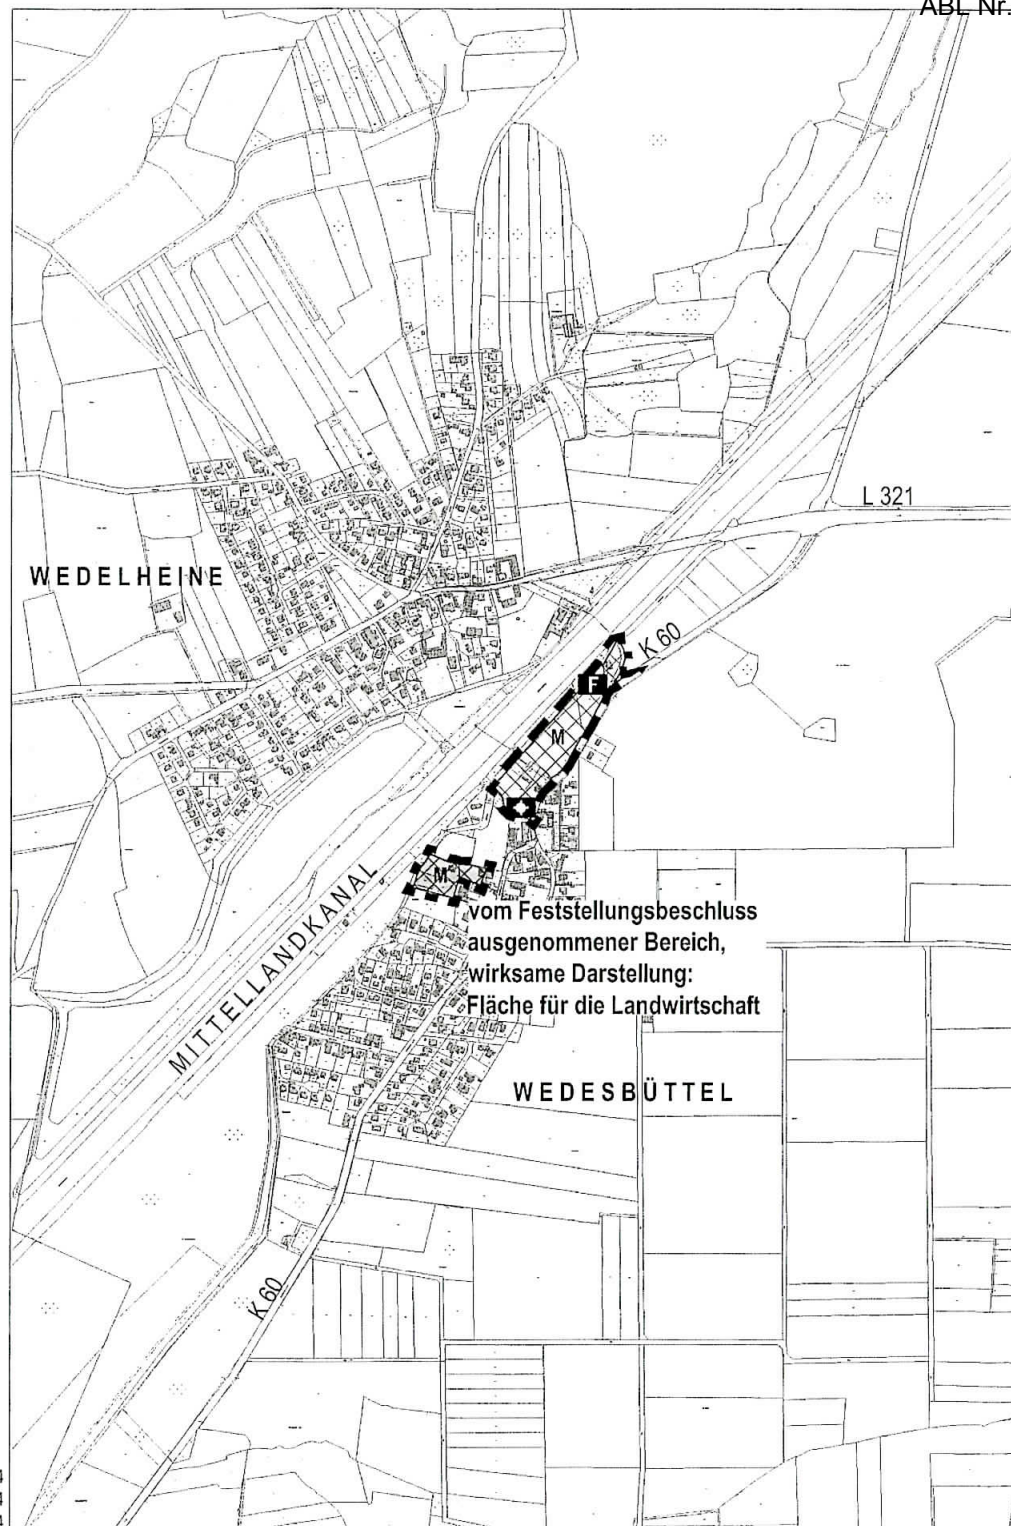 ABL Nr.
L 321
WEDELHEINE
K 60
F
M
M
MITTELLANDKANAL
vom Feststellungsbeschluss
ausgenommener Bereich,
wirksame Darstellung:
Fläche für die Landwirtschaft
WEDESBÜTTEL
K 60